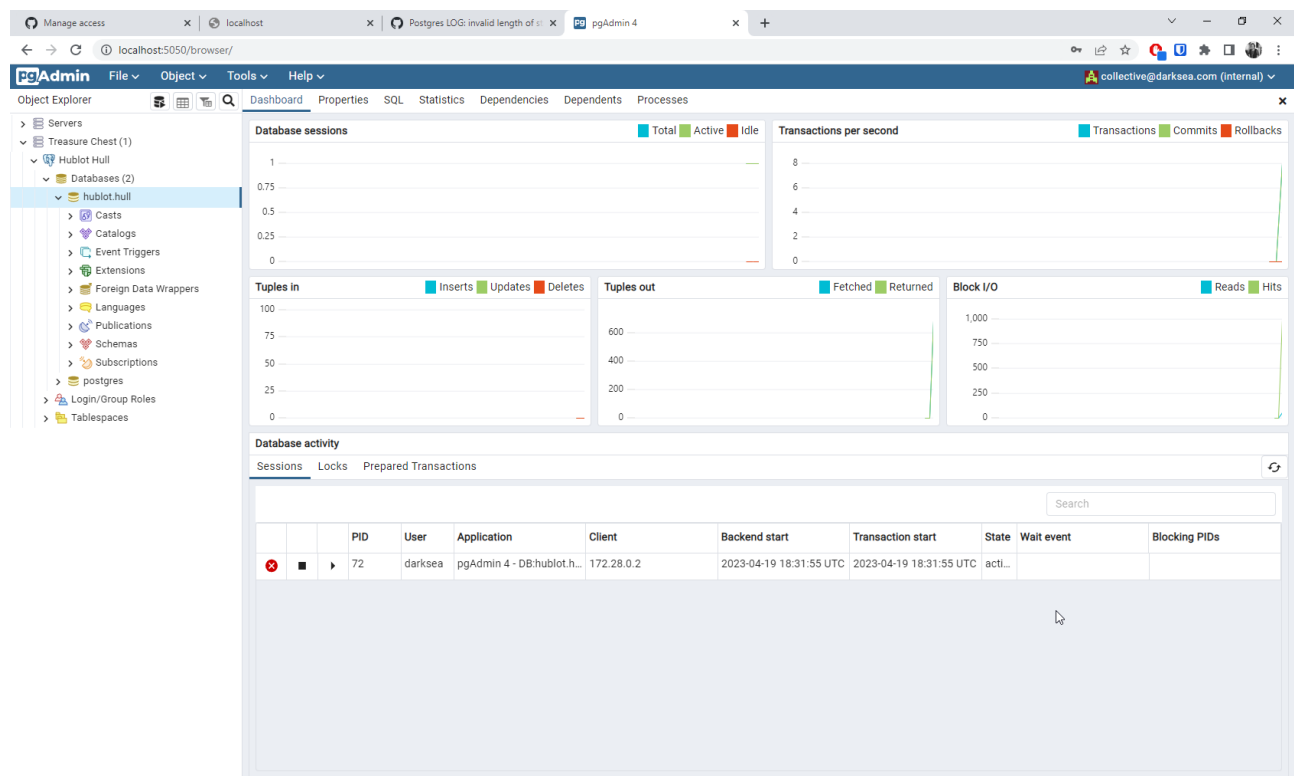 Manage access
localhost
Postgres LOG: invalid length of st
pgAdmin 4
localhost:5050/browser/
pgAdmin File Object Tools Help
collective@darksea.com (internal)
Object Explorer
Dashboard Properties SQL Statistics Dependencies Dependents Processes
Servers
Treasure Chest (1)
Hublot Hull
Databases (2)
hublot.hull
Casts
Catalogs
Event Triggers
Extensions
Foreign Data Wrappers
Languages
Publications
Schemas
Subscriptions
postgres
Login/Group Roles
Tablespaces
Database sessions
Total Active Idle
1
0.75
0.5
0.25
0
Transactions per second
Transactions Commits Rollbacks
8
6
4
2
0
Tuples in
Inserts Updates Deletes
100
75
50
25
0
Tuples out
Fetched Returned
600
400
200
0
Block I/O
Reads Hits
1,000
750
500
250
0
Database activity
Sessions Locks Prepared Transactions
Search
PID User Application Client Backend start Transaction start State Wait event Blocking PIDs
72 darksea pgAdmin 4 - DB:hublot.h... 172.28.0.2 2023-04-19 18:31:55 UTC 2023-04-19 18:31:55 UTC acti...